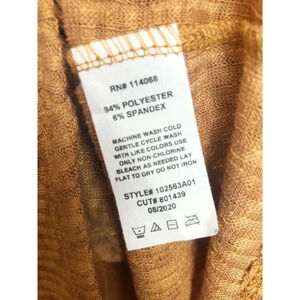 RN# 114068
94% POLYESTER
6% SPANDEX
MACHINE WASH COLD
GENTLE CYCLE WASH
WITH LIKE COLORS USE
ONLY NON-CHLORINE
BLEACH AS NEEDED LAY
FLAT TO DRY DO NOT IRON
STYLE# 102563A01
CUT# 801439
08/2020